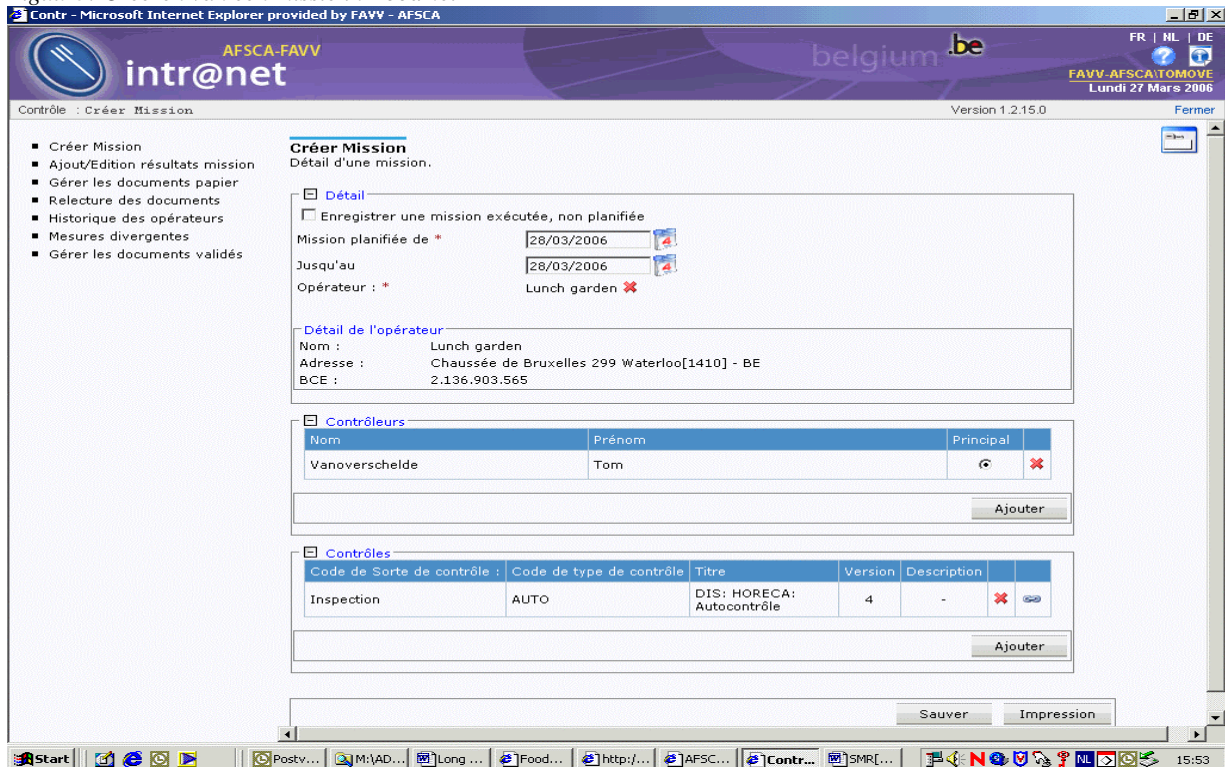 Contr - Microsoft Internet Explorer provided by FAVV - AFSCA
AFSCA-FAVV
intr@net
belgium .be
FR | NL | DE
FAVV-AFSCA\TOMOVE
Lundi 27 Mars 2006
Contrôle : Créer Mission
Version 1.2.15.0
Fermer
Créer Mission
Ajout/Edition résultats mission
Gérer les documents papier
Relecture des documents
Historique des opérateurs
Mesures divergentes
Gérer les documents validés
Créer Mission
Détail d'une mission.
Détail
Enregistrer une mission exécutée, non planifiée
Mission planifiée de * 28/03/2006
Jusqu'au 28/03/2006
Opérateur : * Lunch garden
Détail de l'opérateur
Nom : Lunch garden
Adresse : Chaussée de Bruxelles 299 Waterloo[1410] - BE
BCE : 2.136.903.565
Contrôleurs
Nom Prénom Principal
Vanoverschelde Tom
Ajouter
Contrôles
Code de Sorte de contrôle : Code de type de contrôle Titre Version Description
Inspection AUTO DIS: HORECA: Autocontrôle 4 -
Ajouter
Sauver Impression
Start Postv... M:\AD... Long ... Food... http:/... AFSC... Contr... SMR[... NL 15:53